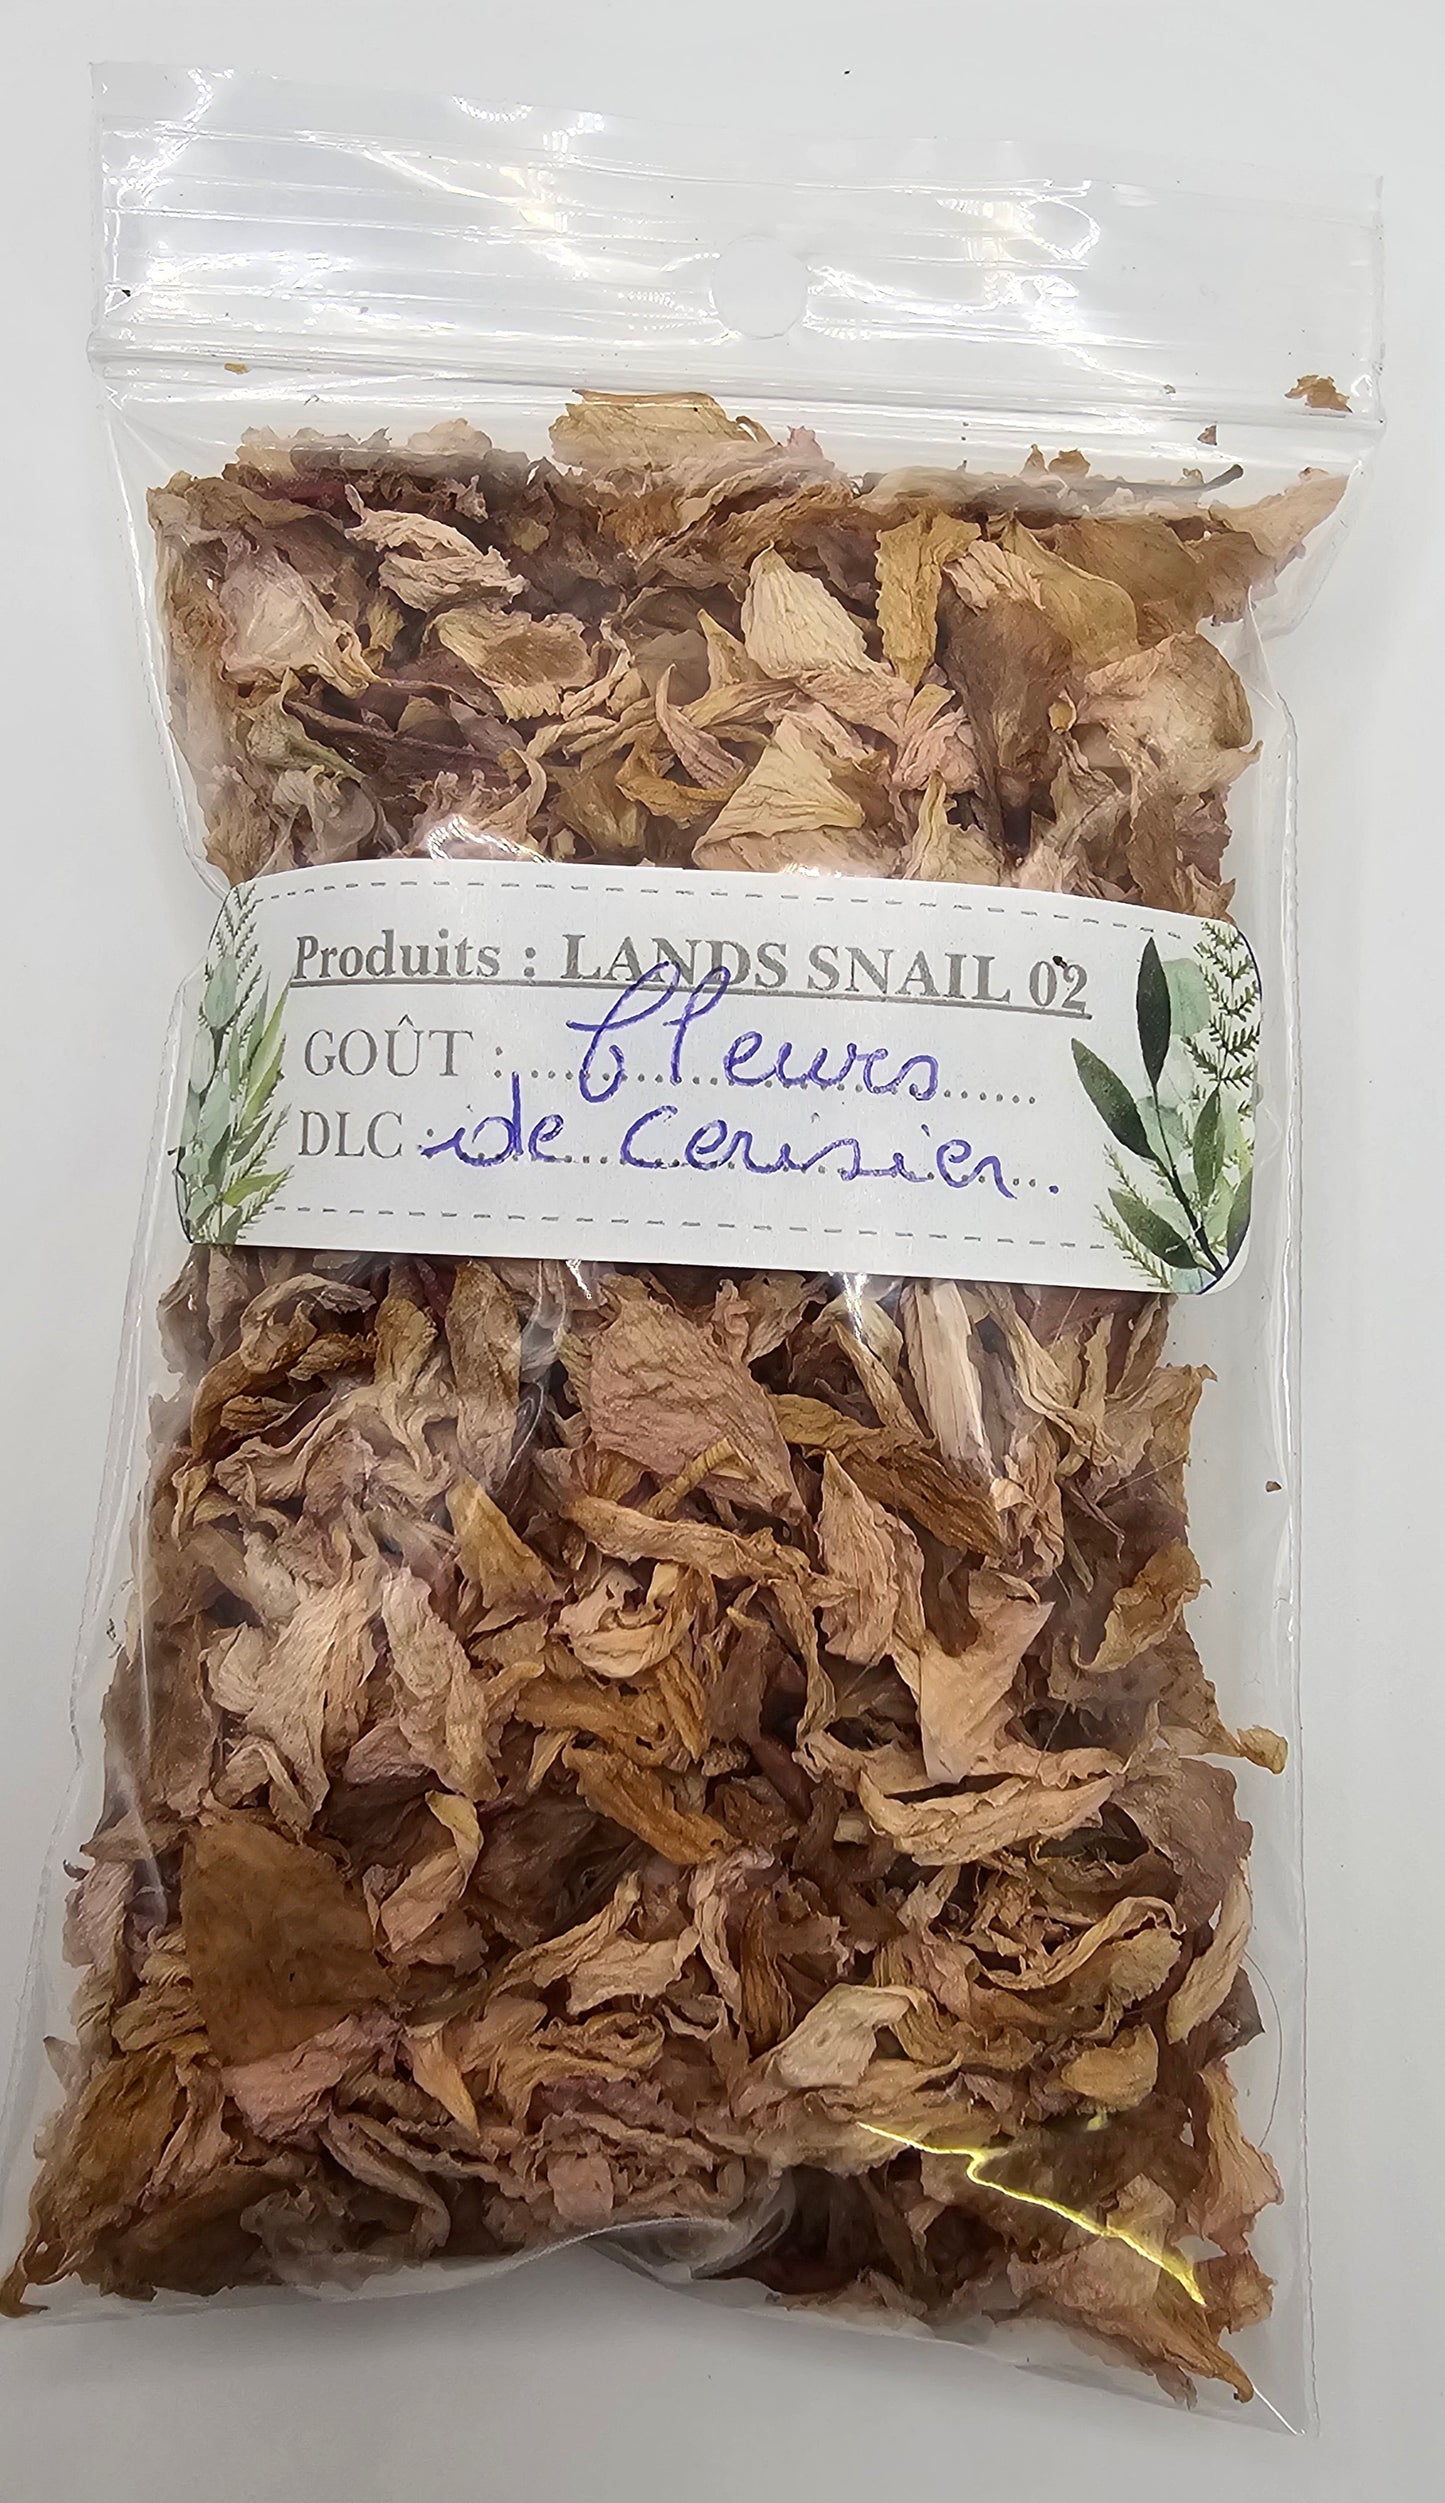 Produits : LANDS SNAIL 02
GOÛT : fleurs
DLC : de cerisier.